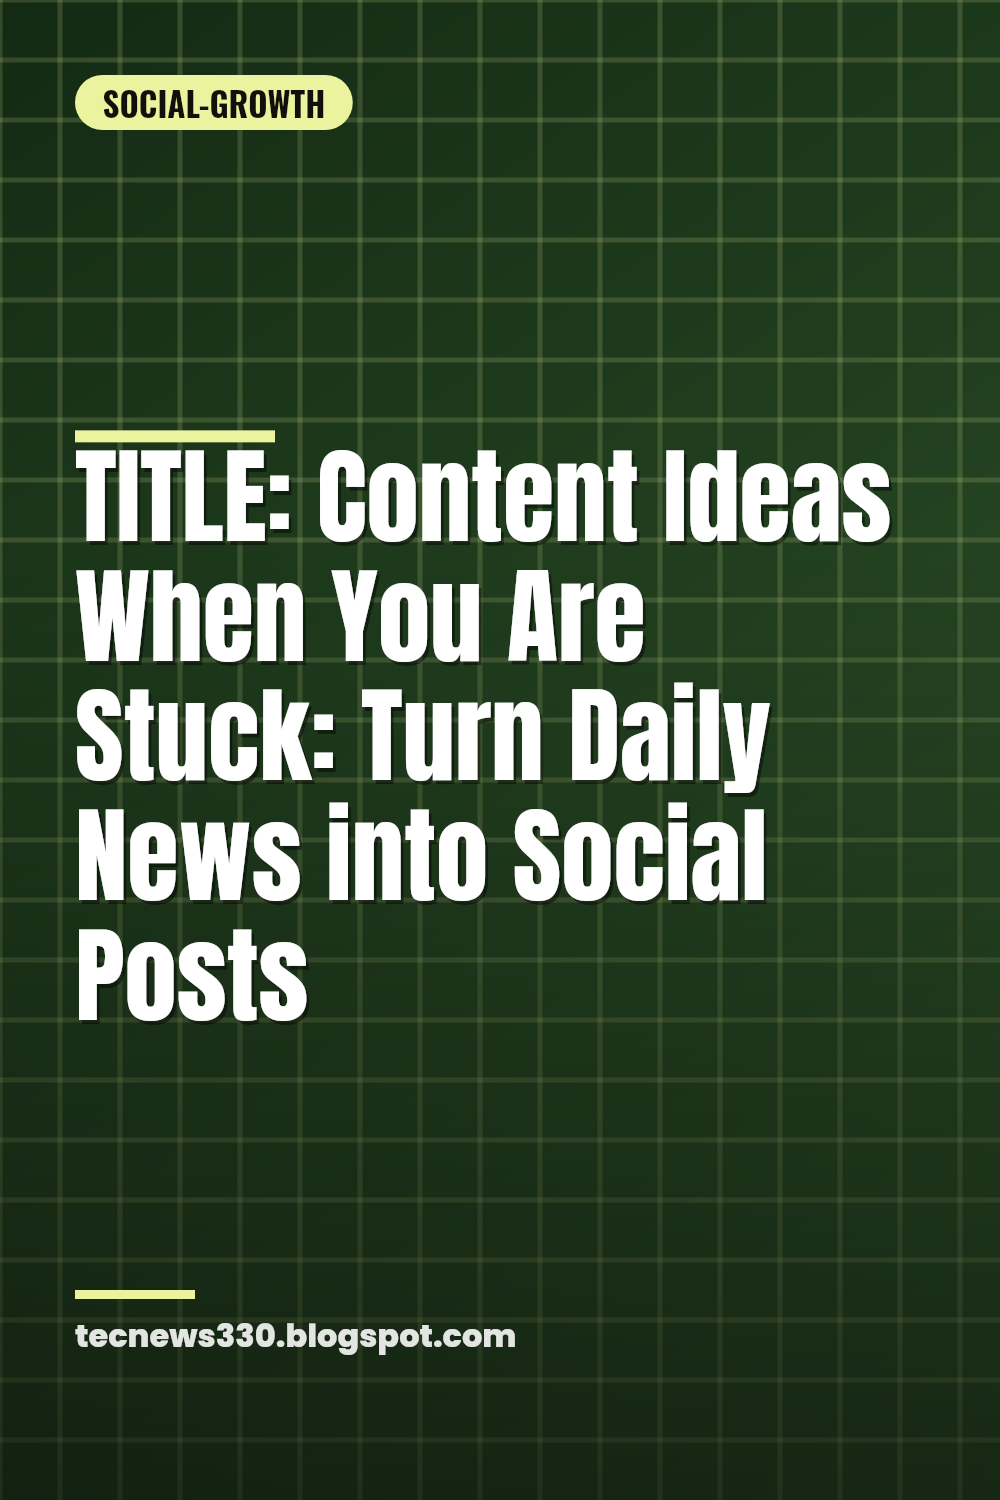 SOCIAL-GROWTH
TITLE: Content Ideas
When You Are
Stuck: Turn Daily
News into Social
Posts
tecnews330.blogspot.com